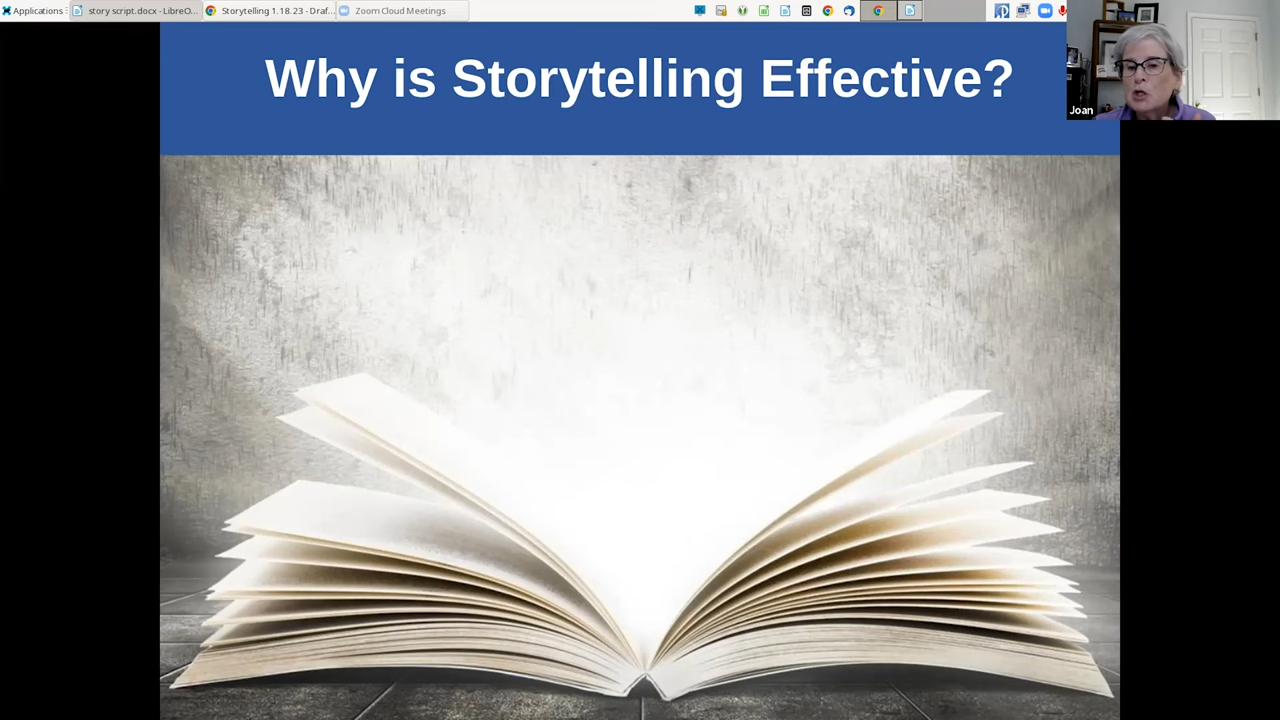 Applications
story script.docx - LibreO...
Storytelling 1.18.23 - Draf...
Zoom Cloud Meetings
Why is Storytelling Effective?
Joan